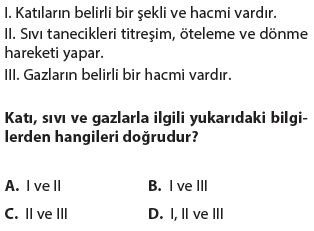 I. Katıların belirli bir şekli ve hacmi vardır.
II. Sıvı tanecikleri titreşim, öteleme ve dönme
hareketi yapar.
III. Gazların belirli bir hacmi vardır.
Katı, sıvı ve gazlarla ilgili yukarıdaki bilgi-
lerden hangileri doğrudur?
A. I ve II B. I ve III
C. II ve III D. I, II ve III